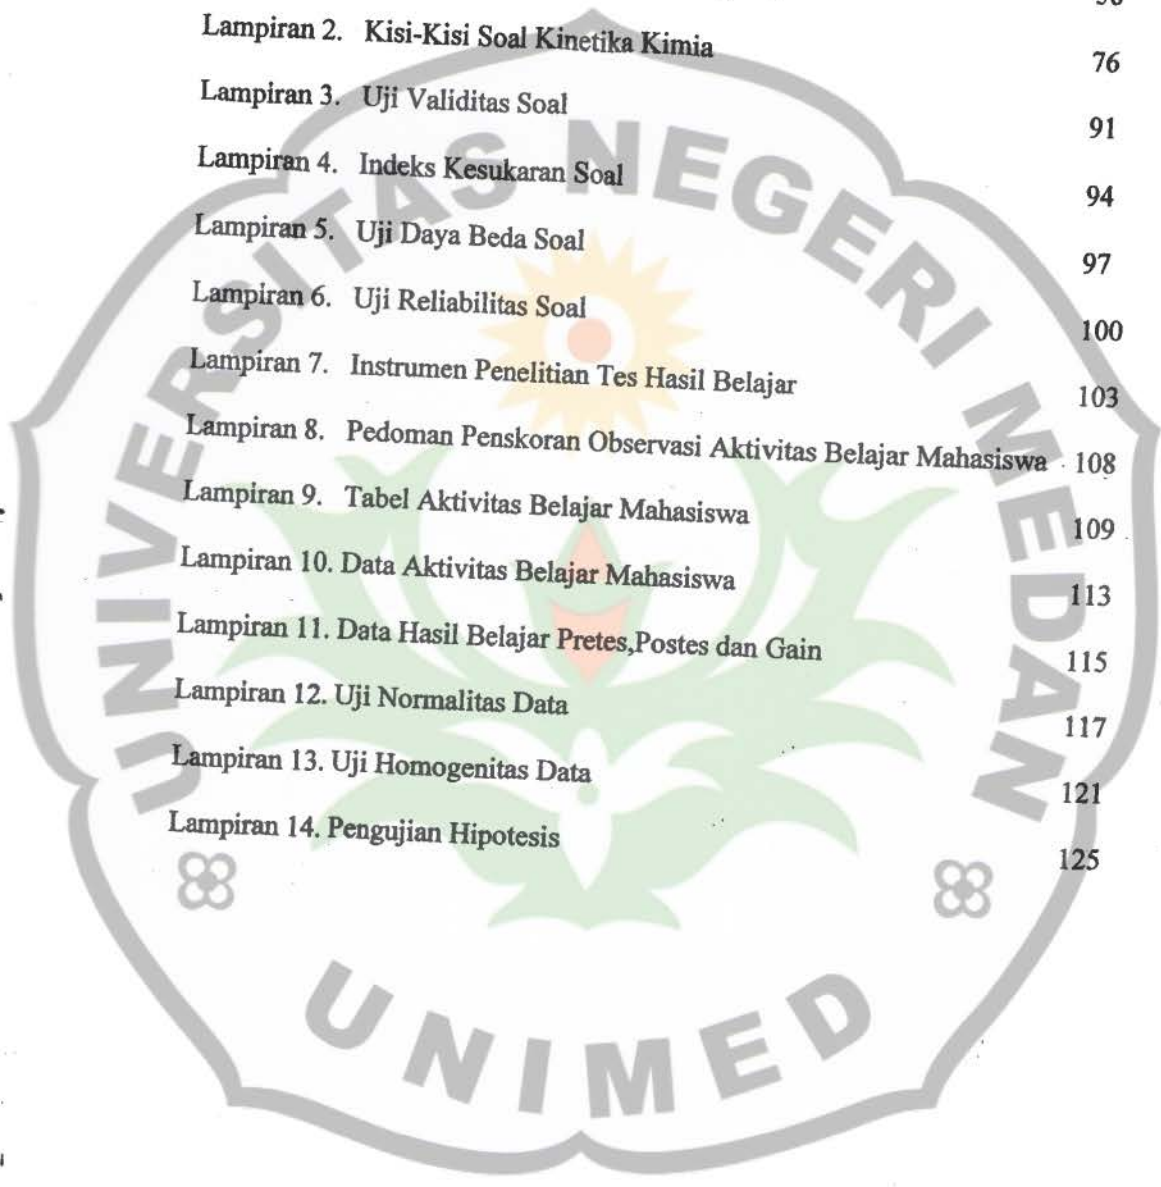 Lampiran 2. Kisi-Kisi Soal Kinetika Kimia 76
Lampiran 3. Uji Validitas Soal 91
Lampiran 4. Indeks Kesukaran Soal 94
Lampiran 5. Uji Daya Beda Soal 97
Lampiran 6. Uji Reliabilitas Soal 100
Lampiran 7. Instrumen Penelitian Tes Hasil Belajar 103
Lampiran 8. Pedoman Penskoran Observasi Aktivitas Belajar Mahasiswa 108
Lampiran 9. Tabel Aktivitas Belajar Mahasiswa 109
Lampiran 10. Data Aktivitas Belajar Mahasiswa 113
Lampiran 11. Data Hasil Belajar Pretes,Postes dan Gain 115
Lampiran 12. Uji Normalitas Data 117
Lampiran 13. Uji Homogenitas Data 121
Lampiran 14. Pengujian Hipotesis 125
UNIVERSITAS NEGERI MEDAN
UNIMED